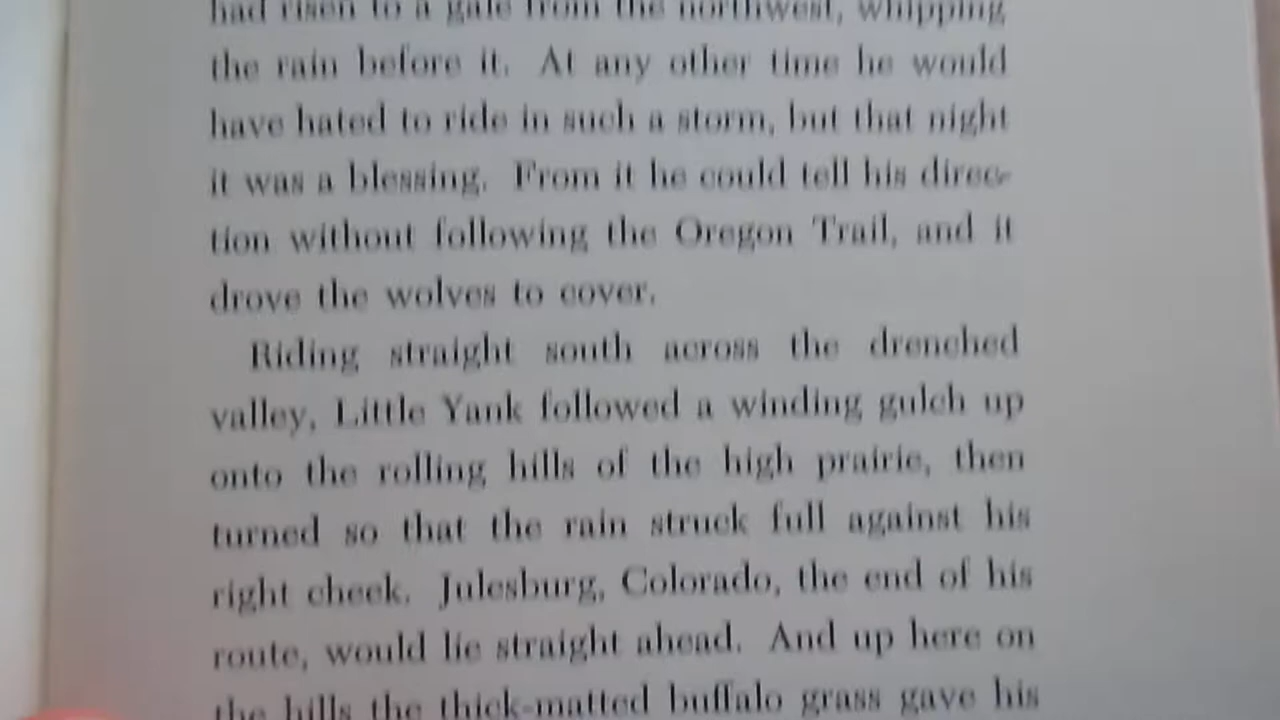 had risen to a gale from the northwest, whipping
the rain before it. At any other time he would
have hated to ride in such a storm, but that night
it was a blessing. From it he could tell his direc-
tion without following the Oregon Trail, and it
drove the wolves to cover.
Riding straight south across the drenched
valley, Little Yank followed a winding gulch up
onto the rolling hills of the high prairie, then
turned so that the rain struck full against his
right cheek. Julesburg, Colorado, the end of his
route, would lie straight ahead. And up here on
the hills the thick-matted buffalo grass gave his